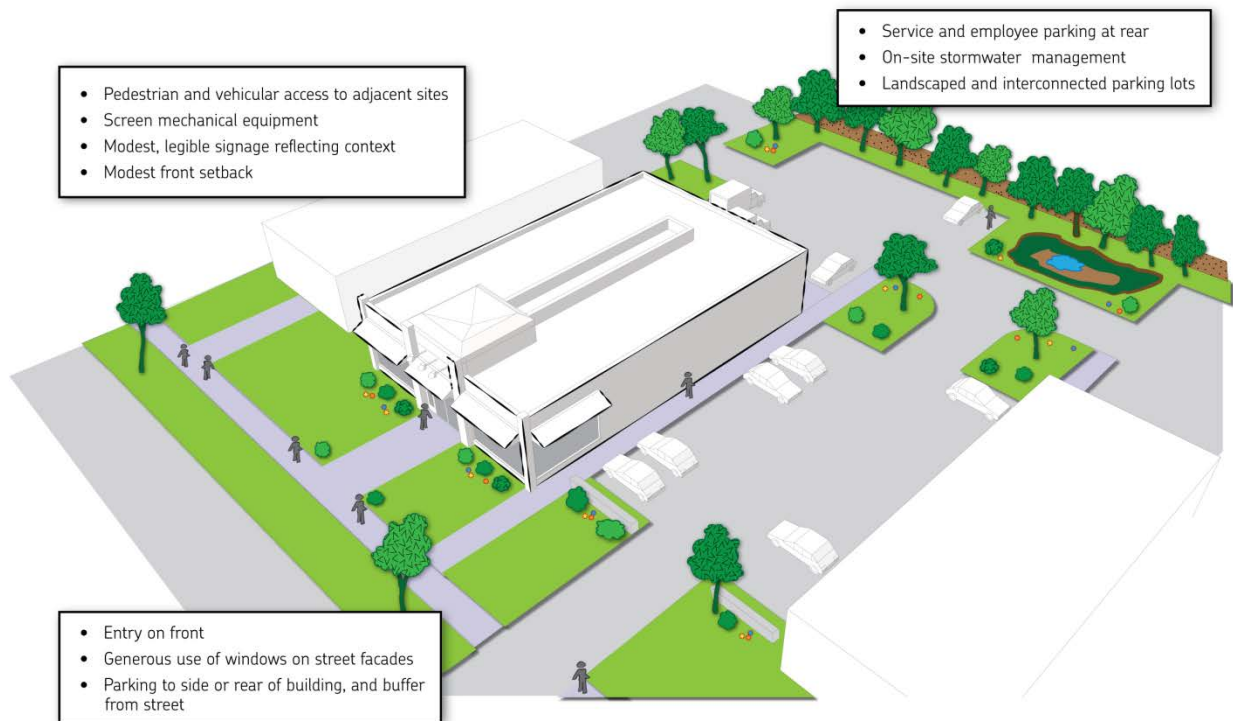 • Service and employee parking at rear
• On-site stormwater management
• Landscaped and interconnected parking lots
• Pedestrian and vehicular access to adjacent sites
• Screen mechanical equipment
• Modest, legible signage reflecting context
• Modest front setback
• Entry on front
• Generous use of windows on street facades
• Parking to side or rear of building, and buffer
from street